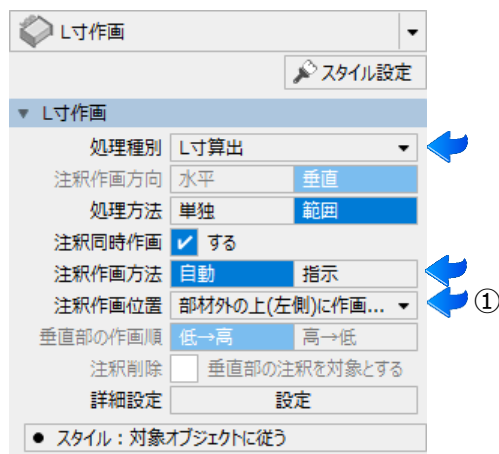 L寸作画
スタイル設定
L寸作画
処理種別 L寸算出
注釈作画方向 水平 垂直
処理方法 単独 範囲
注釈同時作画 する
注釈作画方法 自動 指示
注釈作画位置 部材外の上(左側)に作画... ①
垂直部の作画順 低→高 高→低
注釈削除 垂直部の注釈を対象とする
詳細設定 設定
● スタイル：対象オブジェクトに従う